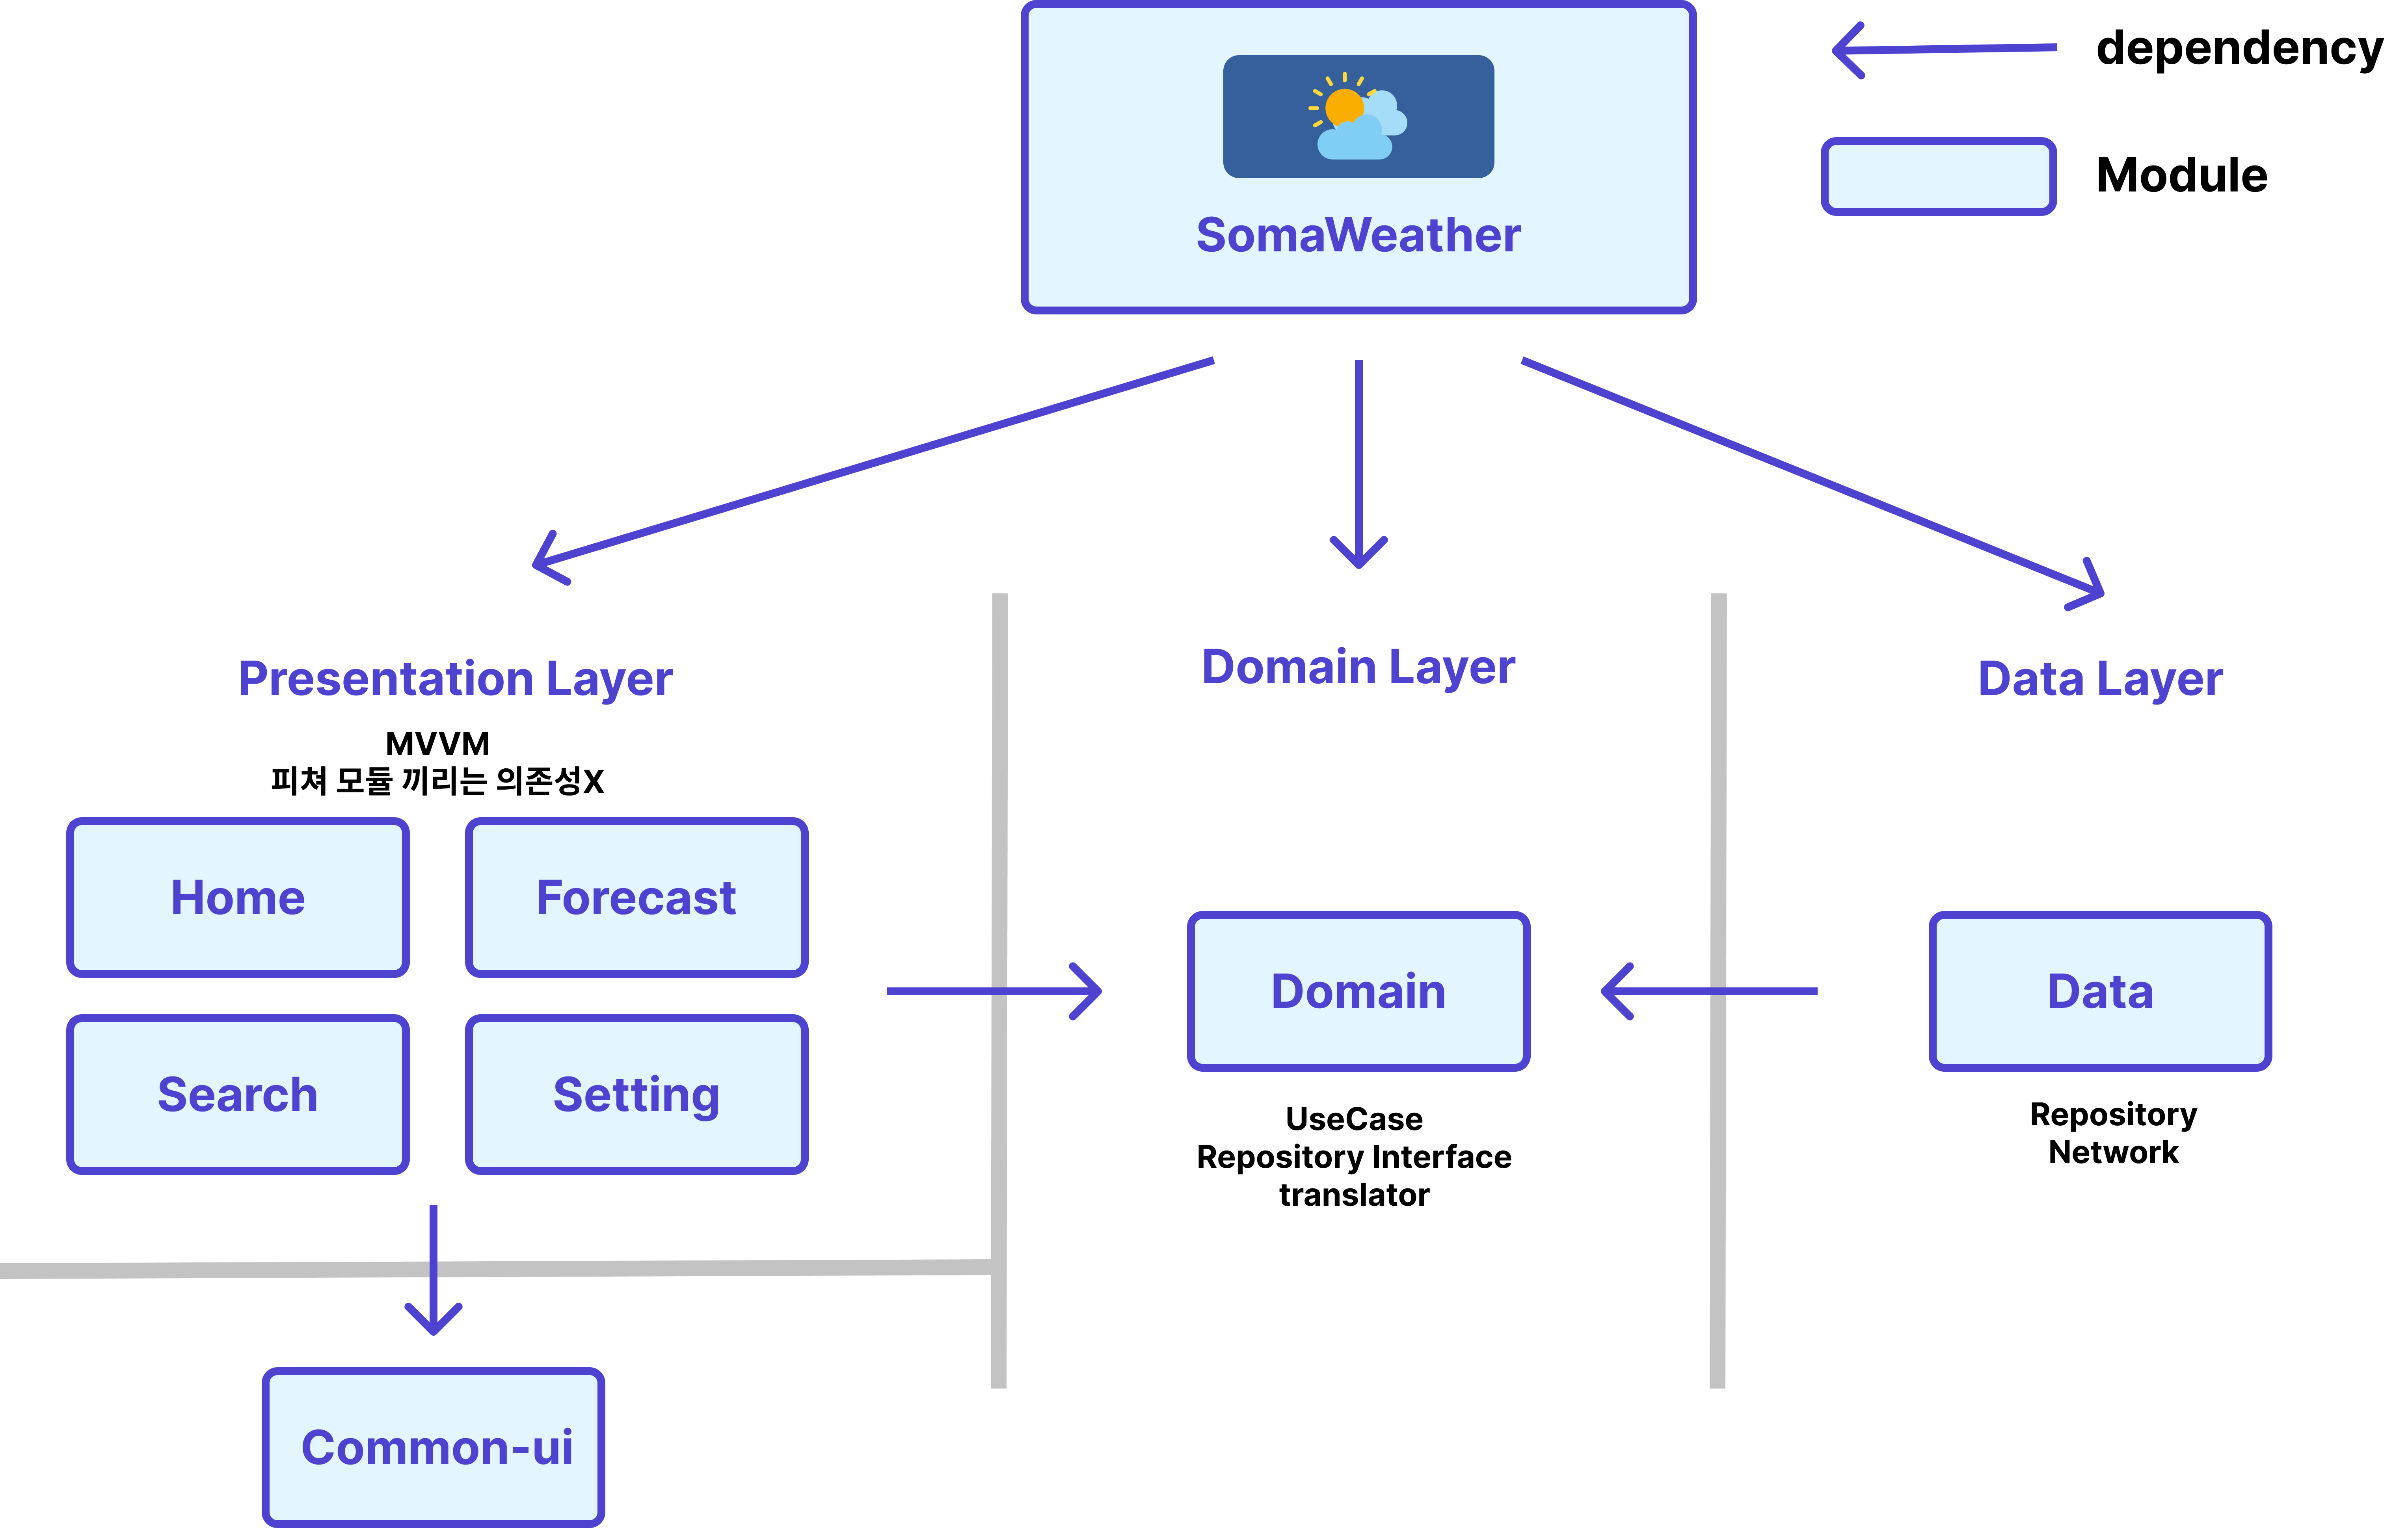 dependency
Module
SomaWeather
Presentation Layer
MVVM
피쳐 모듈 끼리는 의존성X
Home
Forecast
Search
Setting
Common-ui
Domain Layer
Domain
UseCase
Repository Interface
translator
Data Layer
Data
Repository
Network